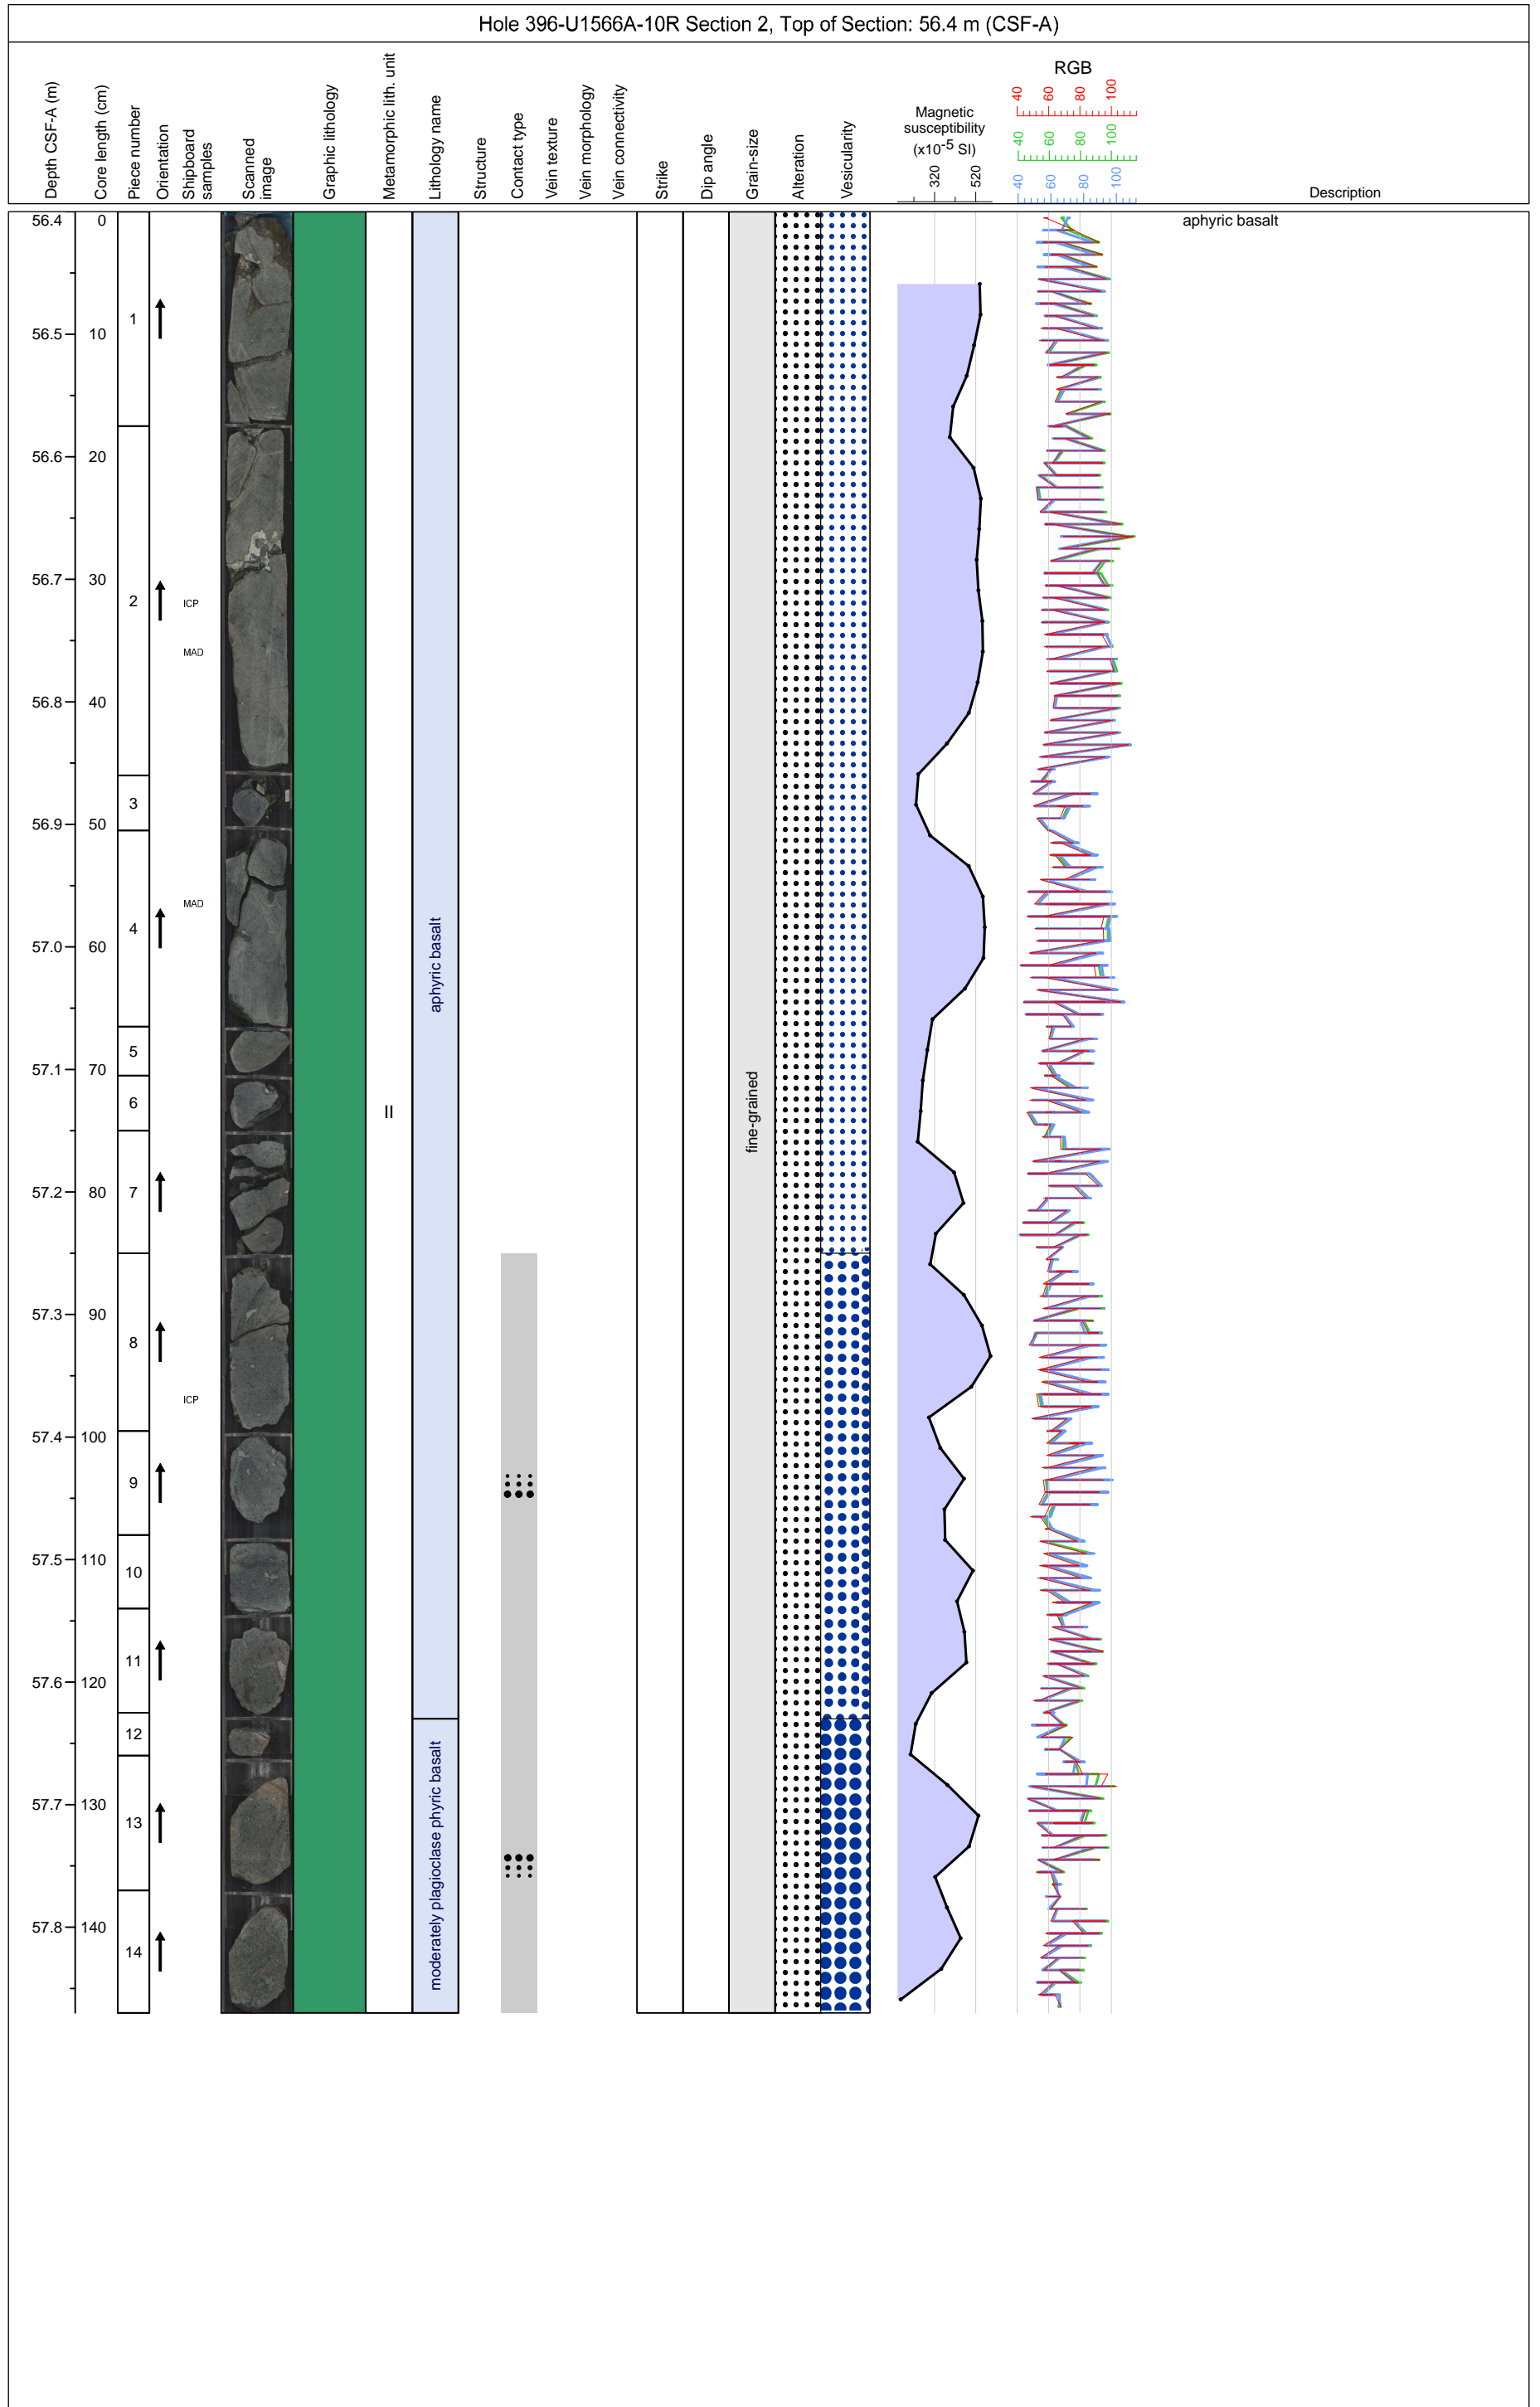 Hole 396-U1566A-10R Section 2, Top of Section: 56.4 m (CSF-A)
Depth CSF-A (m)
Core length (cm)
Piece number
Orientation
Shipboard
samples
Scanned
image
Graphic lithology
Metamorphic lith. unit
Lithology name
Structure
Contact type
Vein texture
Vein morphology
Vein connectivity
Strike
Dip angle
Grain-size
Alteration
Vesicularity
Magnetic
susceptibility
(x10-5 SI)
320 520
RGB
40 60 80 100
40 60 80 100
40 60 80 100
Description
56.4 0
aphyric basalt
1
56.5 10
56.6 20
56.7 30
2 ICP
MAD
56.8 40
3
56.9 50
MAD
4
57.0 60
aphyric basalt
5
57.1 70
6
II
fine-grained
57.2 80 7
57.3 90
8
ICP
57.4 100
9
57.5 110
10
11
57.6 120
12
57.7 130
13
moderately plagioclase phyric basalt
57.8 140
14